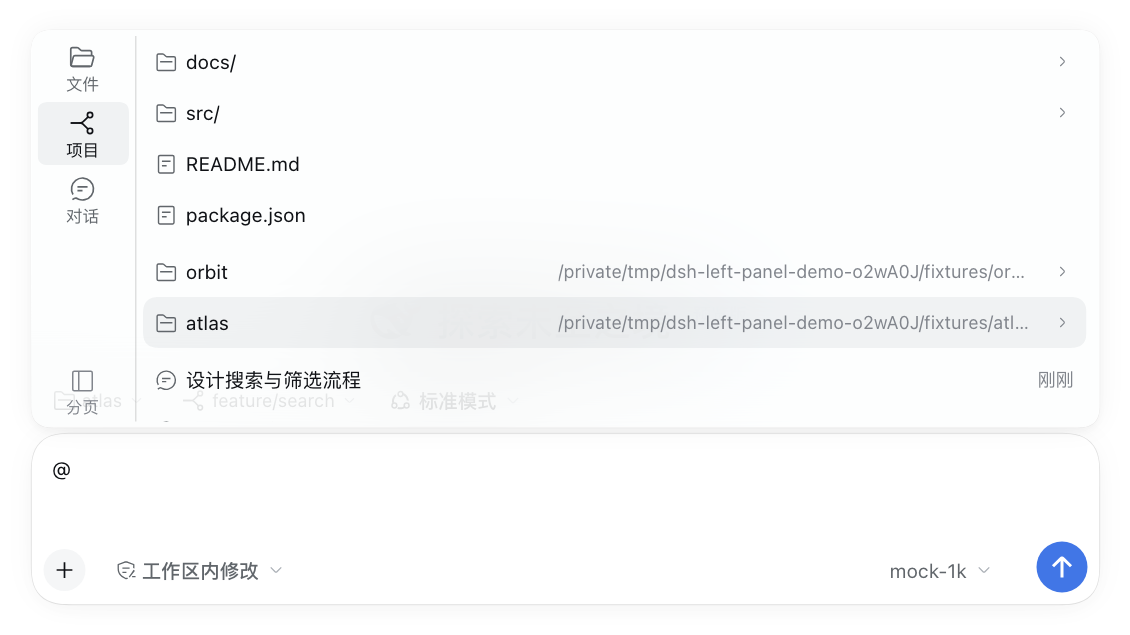 文件
项目
对话
分页
docs/
src/
README.md
package.json
orbit /private/tmp/dsh-left-panel-demo-o2wA0J/fixtures/or...
atlas /private/tmp/dsh-left-panel-demo-o2wA0J/fixtures/atl...
设计搜索与筛选流程 刚刚
atlas feature/search 标准模式
@
工作区内修改 mock-1k